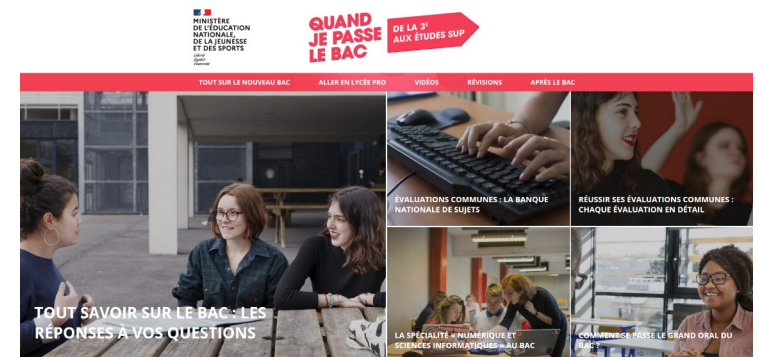 MINISTÈRE
DE L'ÉDUCATION
NATIONALE,
DE LA JEUNESSE
ET DES SPORTS
Liberté
Égalité
Fraternité
QUAND
JE PASSE
LE BAC
DE LA 3ᵉ
AUX ÉTUDES SUP
TOUT SUR LE NOUVEAU BAC ALLER EN LYCÉE PRO VIDÉOS RÉVISIONS APRÈS LE BAC
TOUT SAVOIR SUR LE BAC : LES
RÉPONSES À VOS QUESTIONS
ÉVALUATIONS COMMUNES : LA BANQUE
NATIONALE DE SUJETS
RÉUSSIR SES ÉVALUATIONS COMMUNES :
CHAQUE ÉVALUATION EN DÉTAIL
LA SPÉCIALITÉ « NUMÉRIQUE ET
SCIENCES INFORMATIQUES » AU BAC
COMMENT SE PASSE LE GRAND ORAL DU
BAC ?